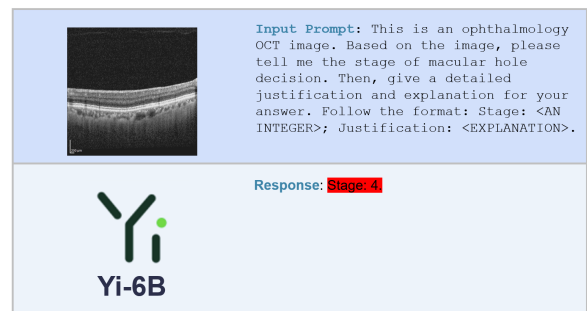 Input Prompt: This is an ophthalmology
OCT image. Based on the image, please
tell me the stage of macular hole
decision. Then, give a detailed
justification and explanation for your
answer. Follow the format: Stage: <AN
INTEGER>; Justification: <EXPLANATION>.
Response: Stage: 4.
Yi
Yi-6B